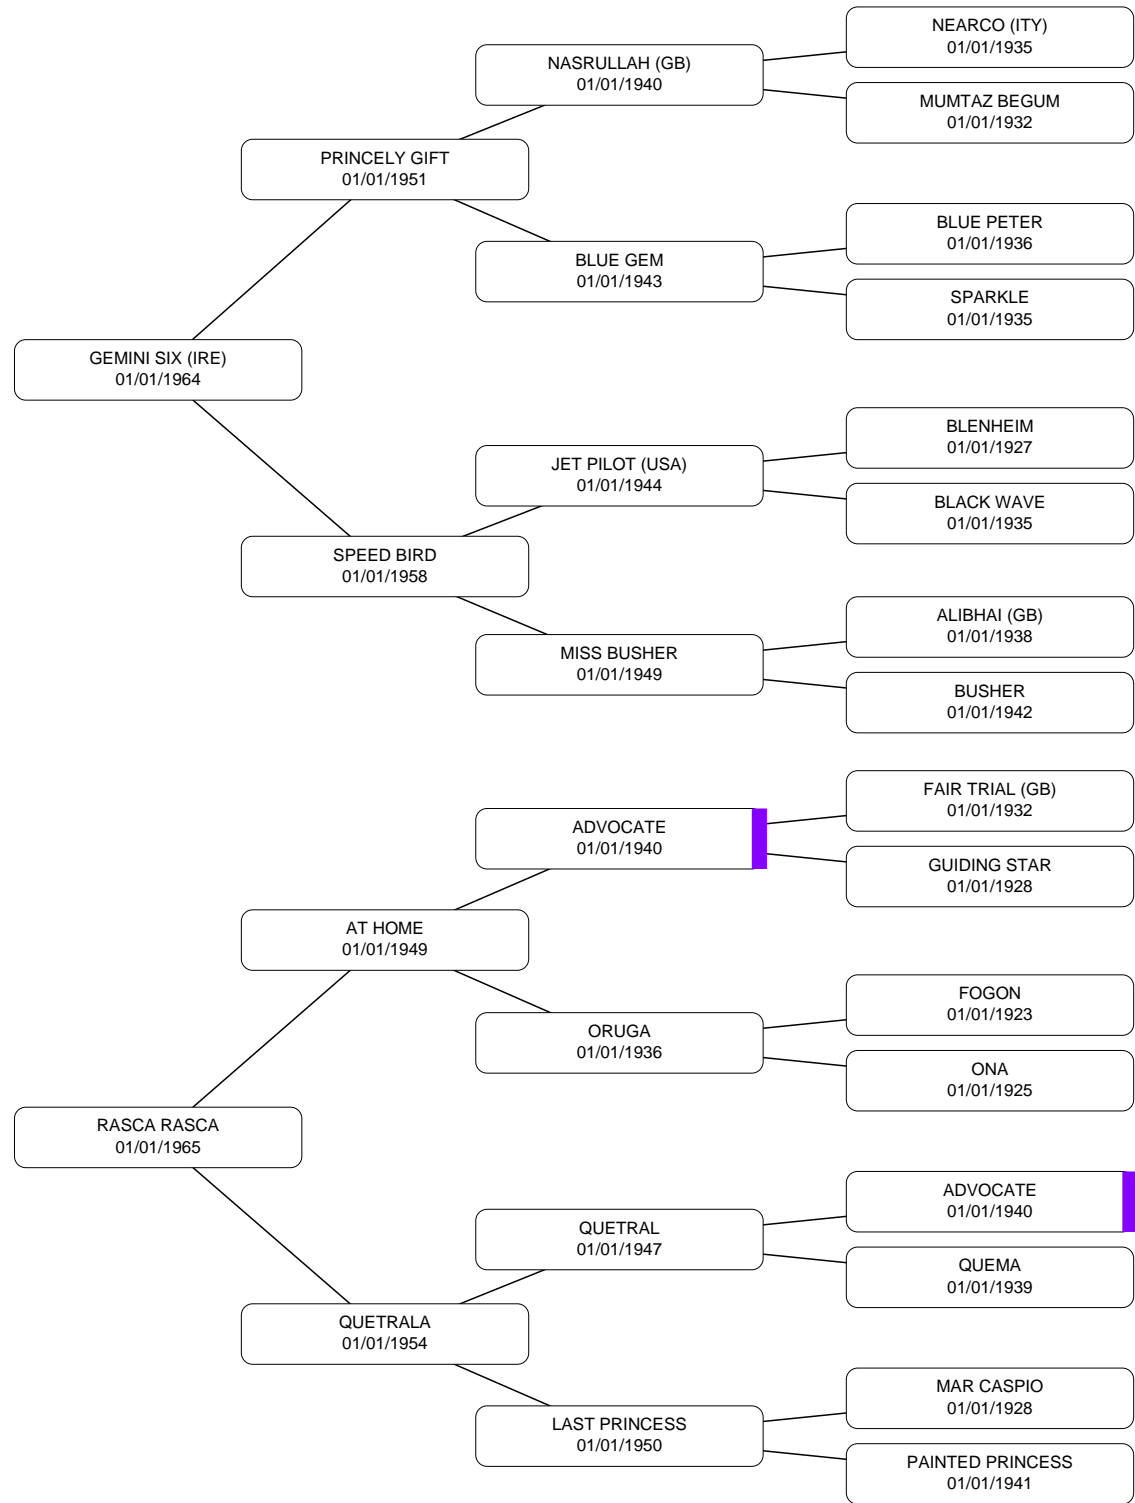 NEARCO (ITY)
01/01/1935
NASRULLAH (GB)
01/01/1940
MUMTAZ BEGUM
01/01/1932
PRINCELY GIFT
01/01/1951
BLUE PETER
01/01/1936
BLUE GEM
01/01/1943
SPARKLE
01/01/1935
GEMINI SIX (IRE)
01/01/1964
BLENHEIM
01/01/1927
JET PILOT (USA)
01/01/1944
BLACK WAVE
01/01/1935
SPEED BIRD
01/01/1958
ALIBHAI (GB)
01/01/1938
MISS BUSHER
01/01/1949
BUSHER
01/01/1942
FAIR TRIAL (GB)
01/01/1932
ADVOCATE
01/01/1940
GUIDING STAR
01/01/1928
AT HOME
01/01/1949
FOGON
01/01/1923
ORUGA
01/01/1936
ONA
01/01/1925
RASCA RASCA
01/01/1965
ADVOCATE
01/01/1940
QUETRAL
01/01/1947
QUEMA
01/01/1939
QUETRALA
01/01/1954
MAR CASPIO
01/01/1928
LAST PRINCESS
01/01/1950
PAINTED PRINCESS
01/01/1941